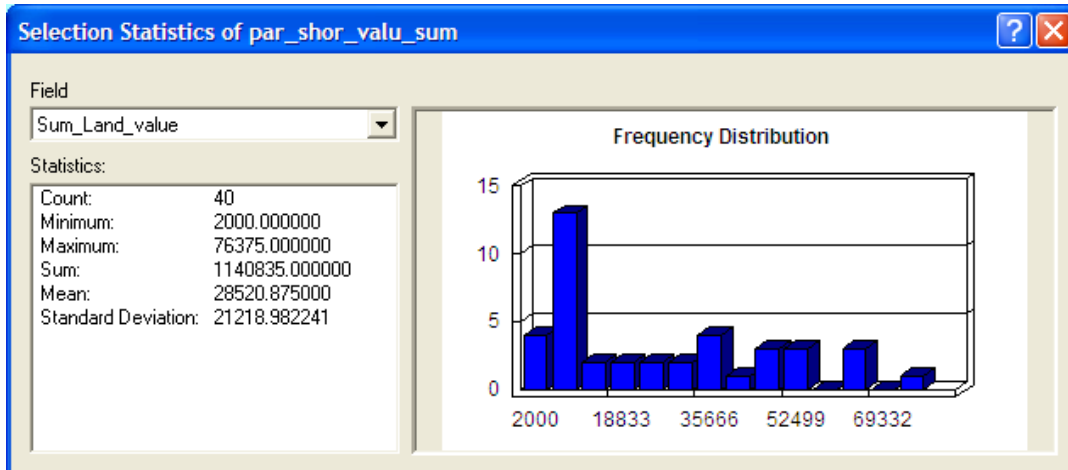 Selection Statistics of par_shor_valu_sum
?
Field
Sum_Land_value
Statistics:
Count: 40
Minimum: 2000.000000
Maximum: 76375.000000
Sum: 1140835.000000
Mean: 28520.875000
Standard Deviation: 21218.982241
Frequency Distribution
15
10
5
0
2000 18833 35666 52499 69332